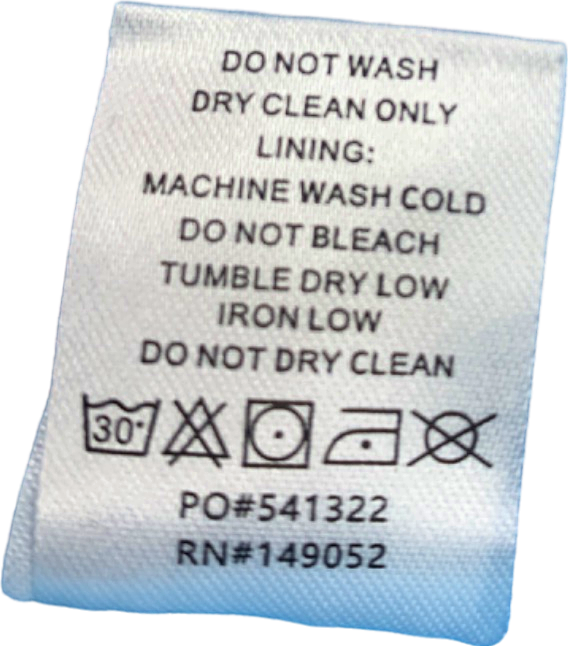 DO NOT WASH
DRY CLEAN ONLY
LINING:
MACHINE WASH COLD
DO NOT BLEACH
TUMBLE DRY LOW
IRON LOW
DO NOT DRY CLEAN
30°
PO#541322
RN#149052